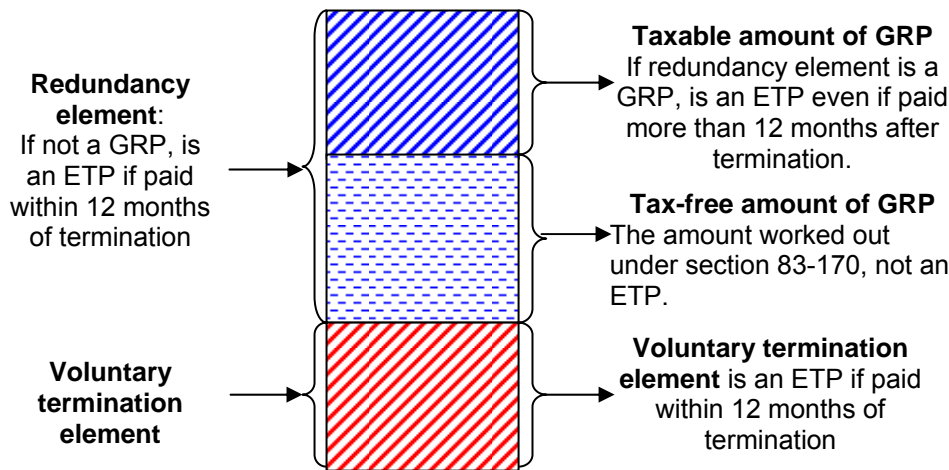 Redundancy
element:
If not a GRP, is
an ETP if paid
within 12 months
of termination
Voluntary
termination
element
Taxable amount of GRP
If redundancy element is a
GRP, is an ETP even if paid
more than 12 months after
termination.
Tax-free amount of GRP
The amount worked out
under section 83-170, not an
ETP.
Voluntary termination
element is an ETP if paid
within 12 months of
termination